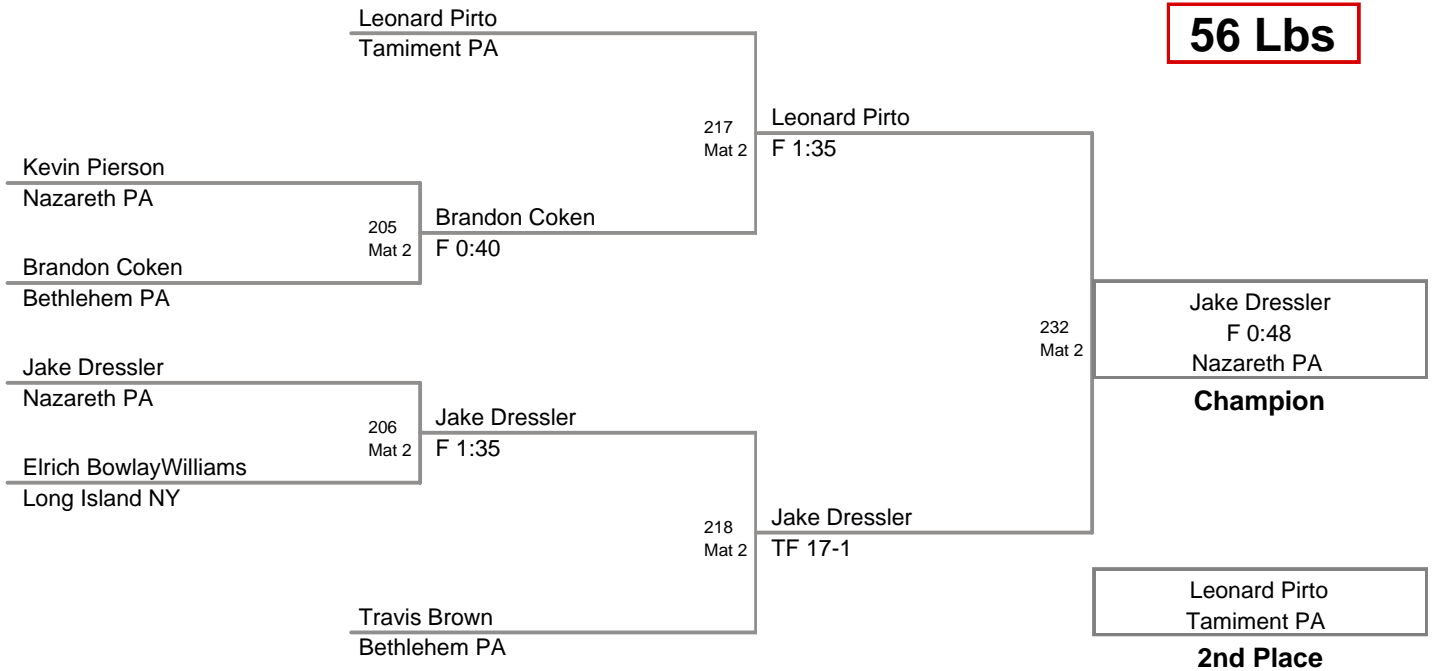 Leonard Pirto
Tamiment PA
56 Lbs
217
Mat 2
Leonard Pirto
F 1:35
Kevin Pierson
Nazareth PA
205
Mat 2
Brandon Coken
F 0:40
Brandon Coken
Bethlehem PA
232
Mat 2
Jake Dressler
F 0:48
Nazareth PA
Champion
Jake Dressler
Nazareth PA
206
Mat 2
Jake Dressler
F 1:35
Elrich BowlayWilliams
Long Island NY
218
Mat 2
Jake Dressler
TF 17-1
Travis Brown
Bethlehem PA
Leonard Pirto
Tamiment PA
2nd Place